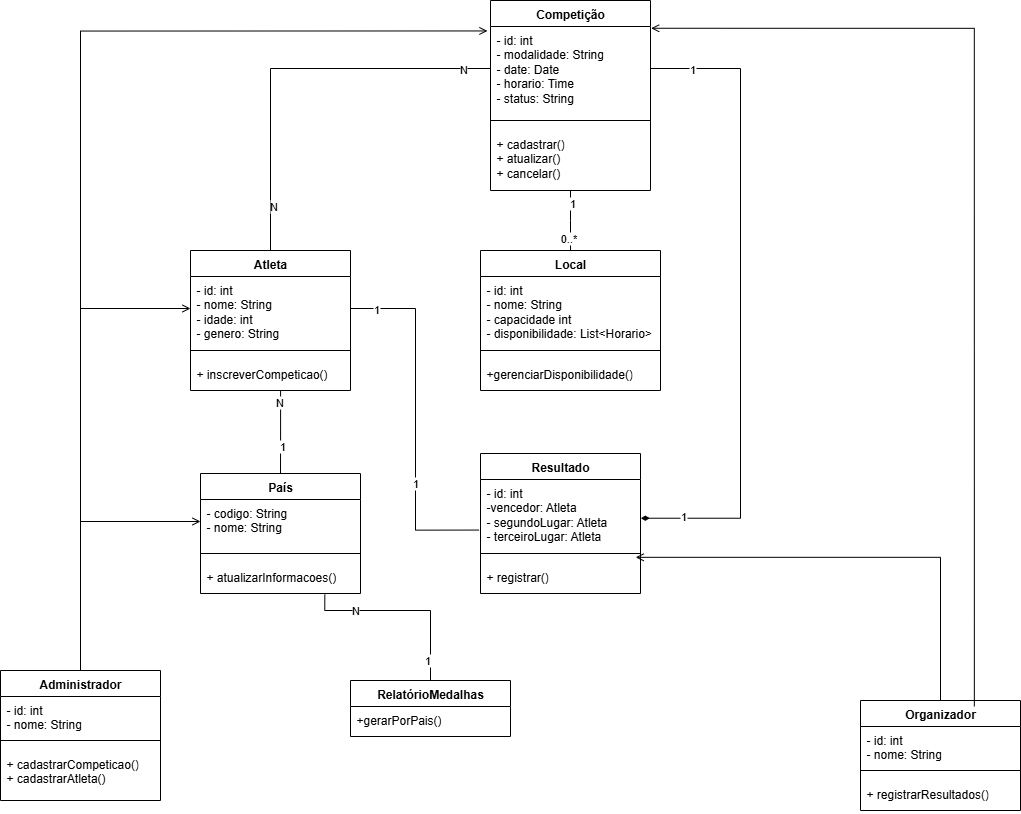 Competição
- id: int
- modalidade: String
- date: Date
- horario: Time
- status: String
+ cadastrar()
+ atualizar()
+ cancelar()
N
1
N
1
0..*
Atleta
- id: int
- nome: String
- idade: int
- genero: String
+ inscreverCompeticao()
Local
- id: int
- nome: String
- capacidade int
- disponibilidade: List<Horario>
+gerenciarDisponibilidade()
1
N
1
1
País
- codigo: String
- nome: String
+ atualizarInformacoes()
Resultado
- id: int
-vencedor: Atleta
- segundoLugar: Atleta
- terceiroLugar: Atleta
+ registrar()
1
N
1
Administrador
- id: int
- nome: String
+ cadastrarCompeticao()
+ cadastrarAtleta()
RelatórioMedalhas
+gerarPorPais()
Organizador
- id: int
- nome: String
+ registrarResultados()